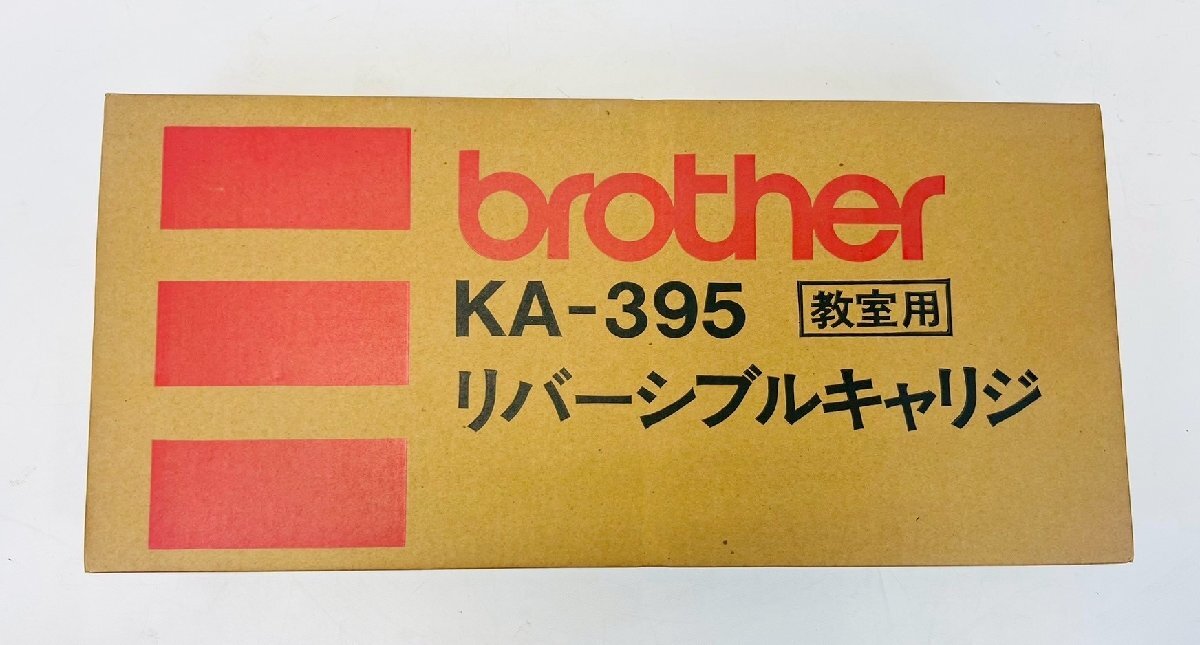 brother
KA-395 教室用
リバーシブルキャリジ